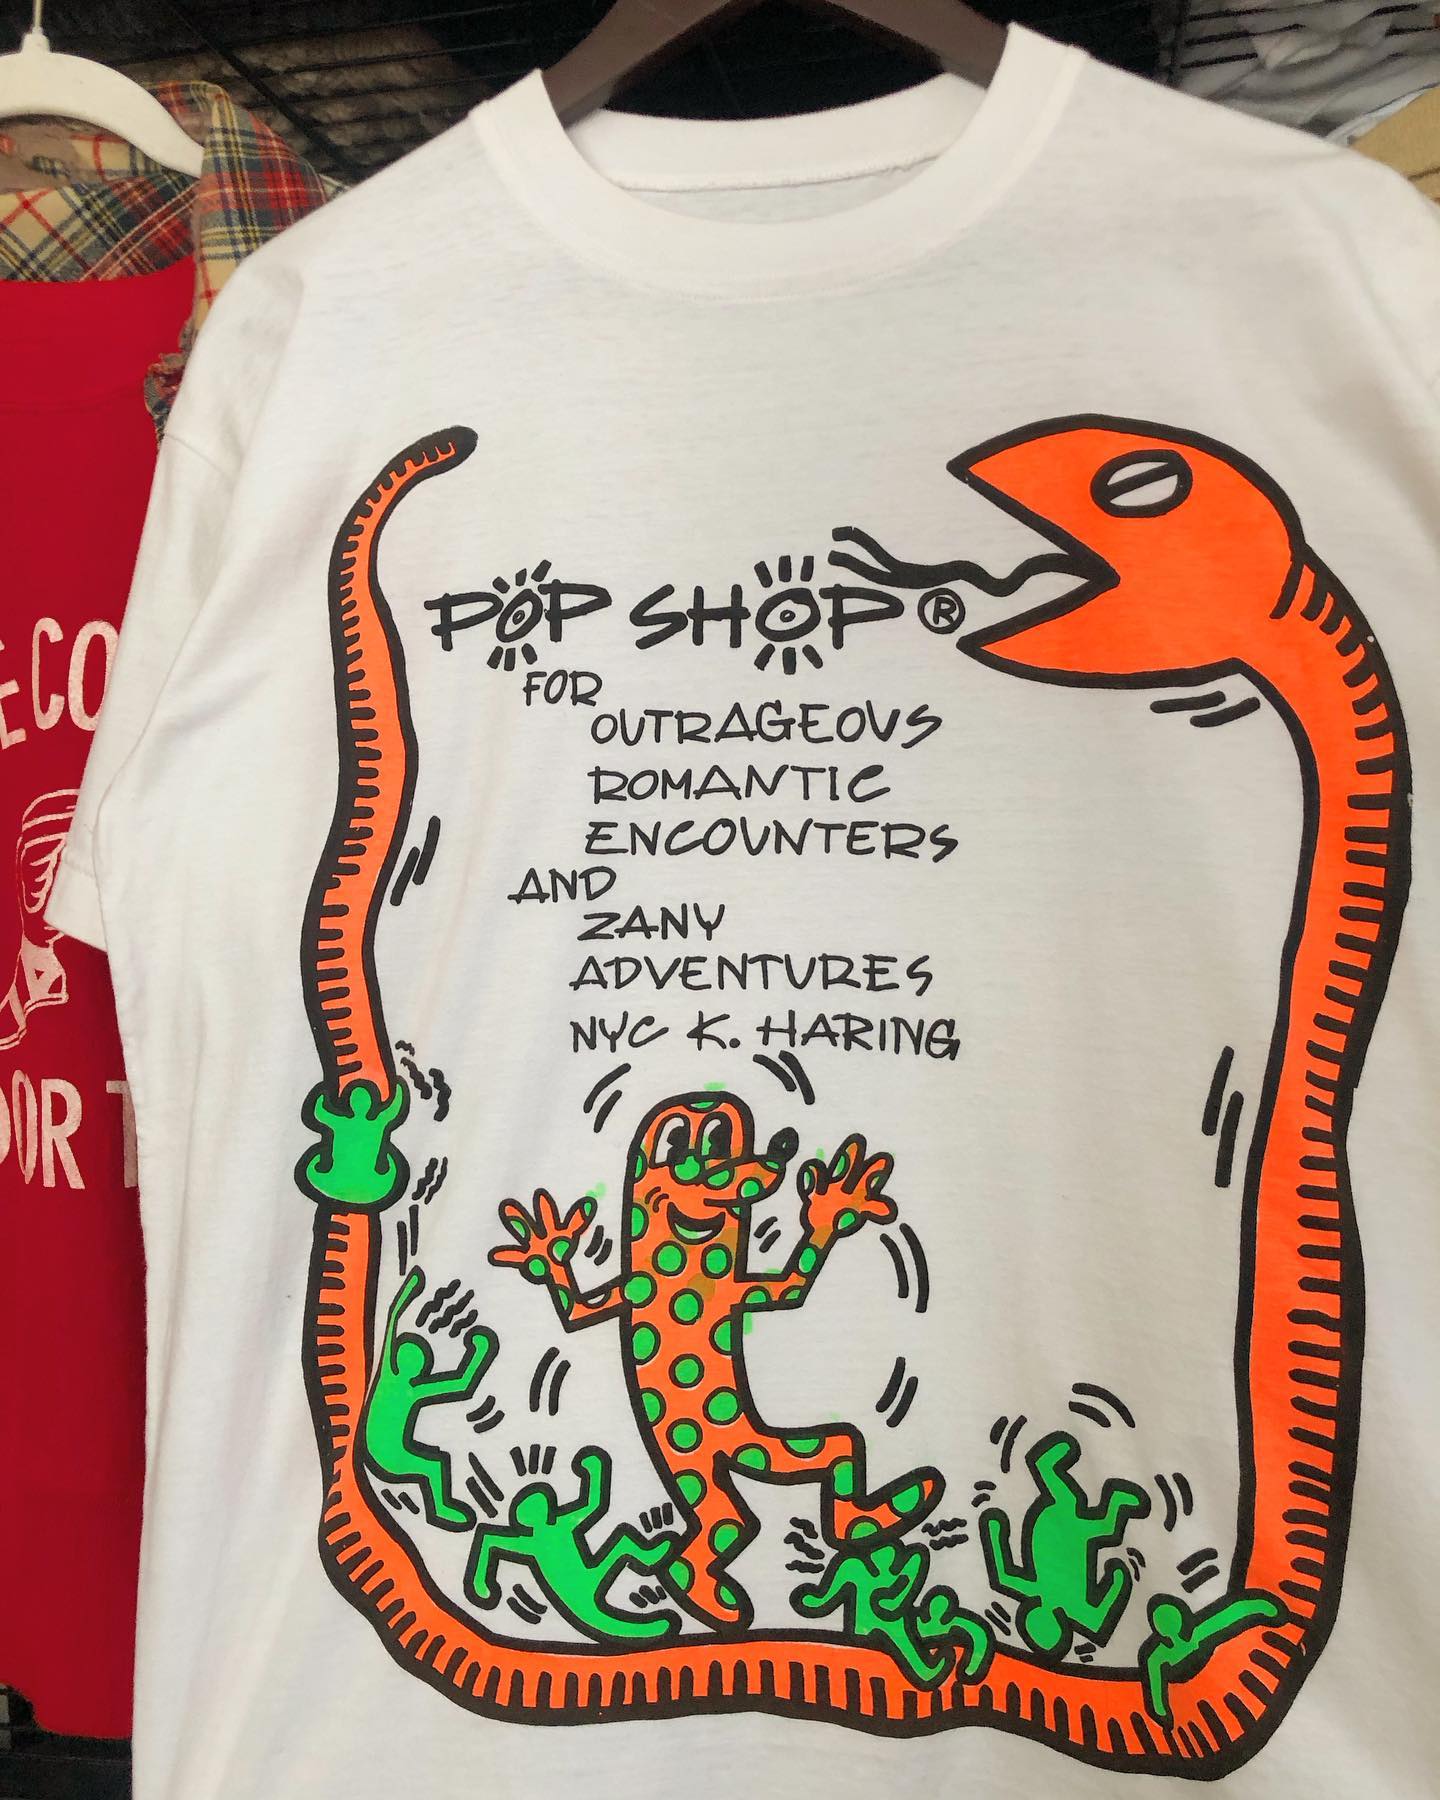 POP SHOP ®
FOR
OUTRAGEOUS
ROMANTIC
ENCOUNTERS
AND
ZANY
ADVENTURES
NYC K. HARING